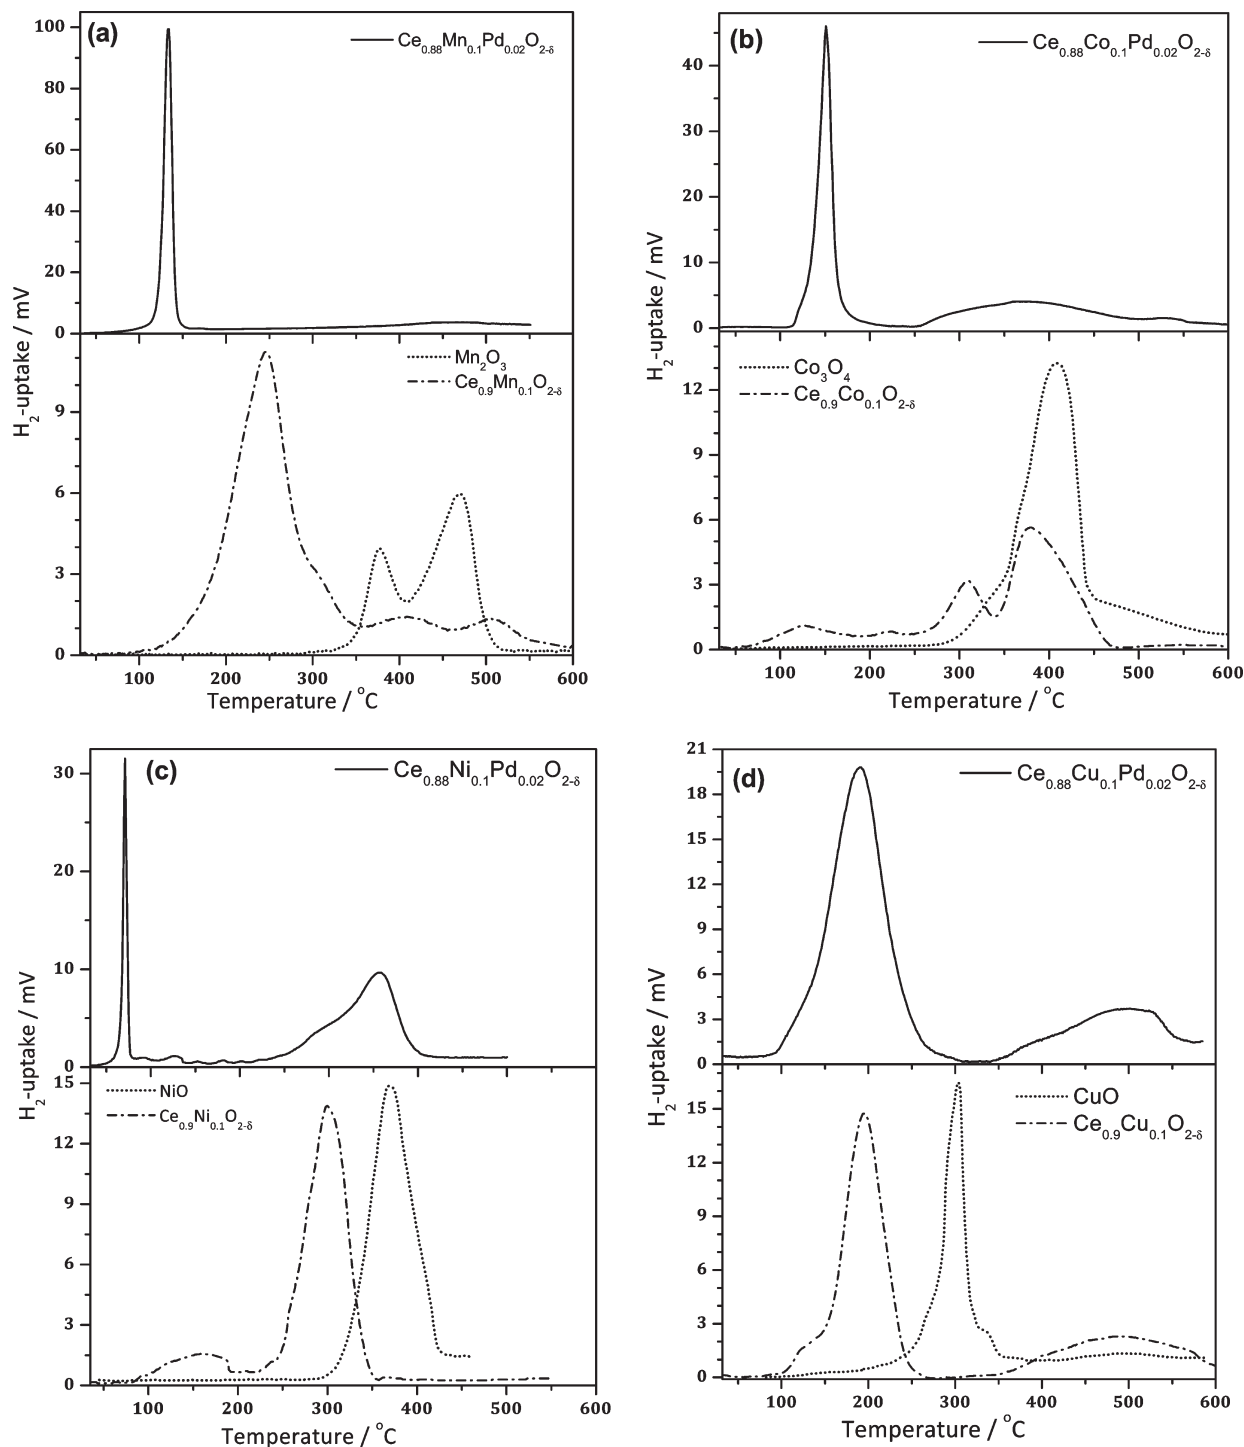 (a)
Ce0.88Mn0.1Pd0.02O2-δ
100
80
60
40
20
0
Mn2O3
Ce0.9Mn0.1O2-δ
9
6
3
0
H2-uptake / mV
100 200 300 400 500 600
Temperature / °C
(b)
Ce0.88Co0.1Pd0.02O2-δ
40
30
20
10
0
Co3O4
Ce0.9Co0.1O2-δ
12
9
6
3
0
H2-uptake / mV
100 200 300 400 500 600
Temperature / °C
(c)
Ce0.88Ni0.1Pd0.02O2-δ
30
20
10
0
NiO
Ce0.9Ni0.1O2-δ
15
12
9
6
3
0
H2-uptake / mV
100 200 300 400 500 600
Temperature / °C
(d)
Ce0.88Cu0.1Pd0.02O2-δ
21
18
15
12
9
6
3
0
CuO
Ce0.9Cu0.1O2-δ
15
12
9
6
3
0
H2-uptake / mV
100 200 300 400 500 600
Temperature / °C